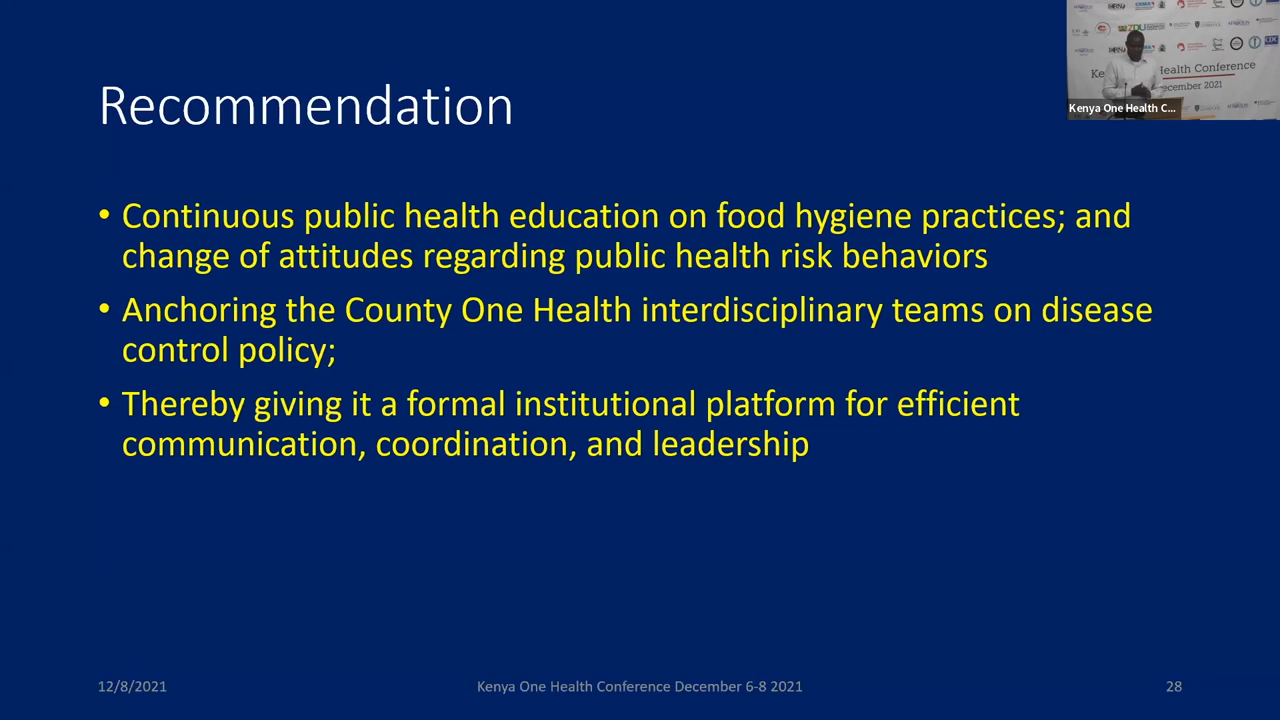 Recommendation
• Continuous public health education on food hygiene practices; and
change of attitudes regarding public health risk behaviors
• Anchoring the County One Health interdisciplinary teams on disease
control policy;
• Thereby giving it a formal institutional platform for efficient
communication, coordination, and leadership
12/8/2021
Kenya One Health Conference December 6-8 2021
28
Health Conference
ecember 2021
Kenya One Health C...